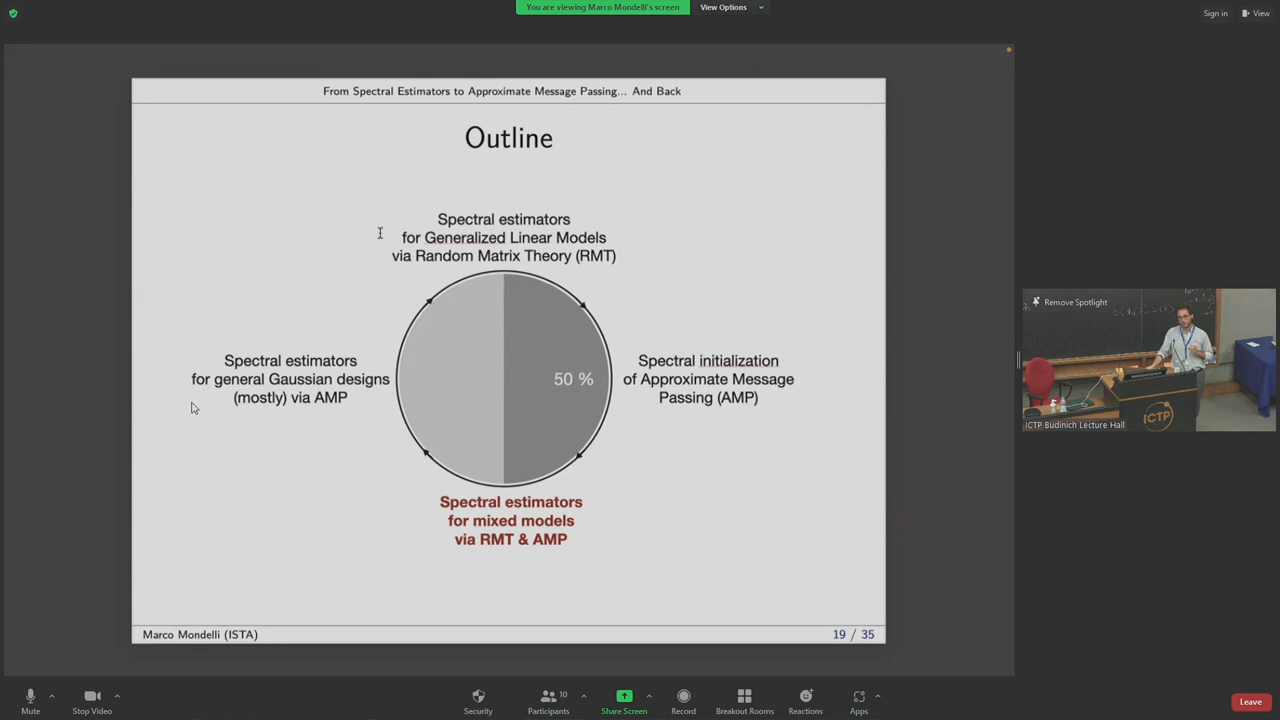 You are viewing Marco Mondelli's screen
View Options
Sign in
View
From Spectral Estimators to Approximate Message Passing... And Back
Outline
Spectral estimators
for Generalized Linear Models
via Random Matrix Theory (RMT)
Spectral estimators
for general Gaussian designs
(mostly) via AMP
50 %
Spectral initialization
of Approximate Message
Passing (AMP)
Spectral estimators
for mixed models
via RMT & AMP
Marco Mondelli (ISTA)
19 / 35
Remove Spotlight
ICTP
ICTP Budinich Lecture Hall
Mute
Stop Video
Security
Participants
10
Share Screen
Record
Breakout Rooms
Reactions
Apps
Leave